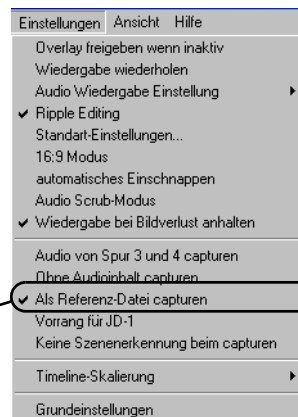 Einstellungen Ansicht Hilfe
Overlay freigeben wenn inaktiv
Wiedergabe wiederholen
Audio Wiedergabe Einstellung
Ripple Editing
Standart-Einstellungen...
16:9 Modus
automatisches Einschnappen
Audio Scrub-Modus
Wiedergabe bei Bildverlust anhalten
Audio von Spur 3 und 4 capturen
Ohne Audioinhalt capturen
Als Referenz-Datei capturen
Vorrang für JD-1
Keine Szenenerkennung beim capturen
Timeline-Skalierung
Grundeinstellungen